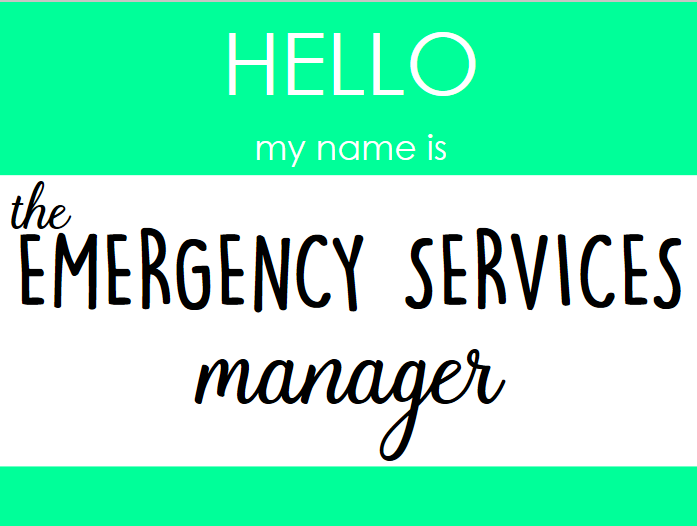 HELLO
my name is
the
EMERGENCY SERVICES
manager